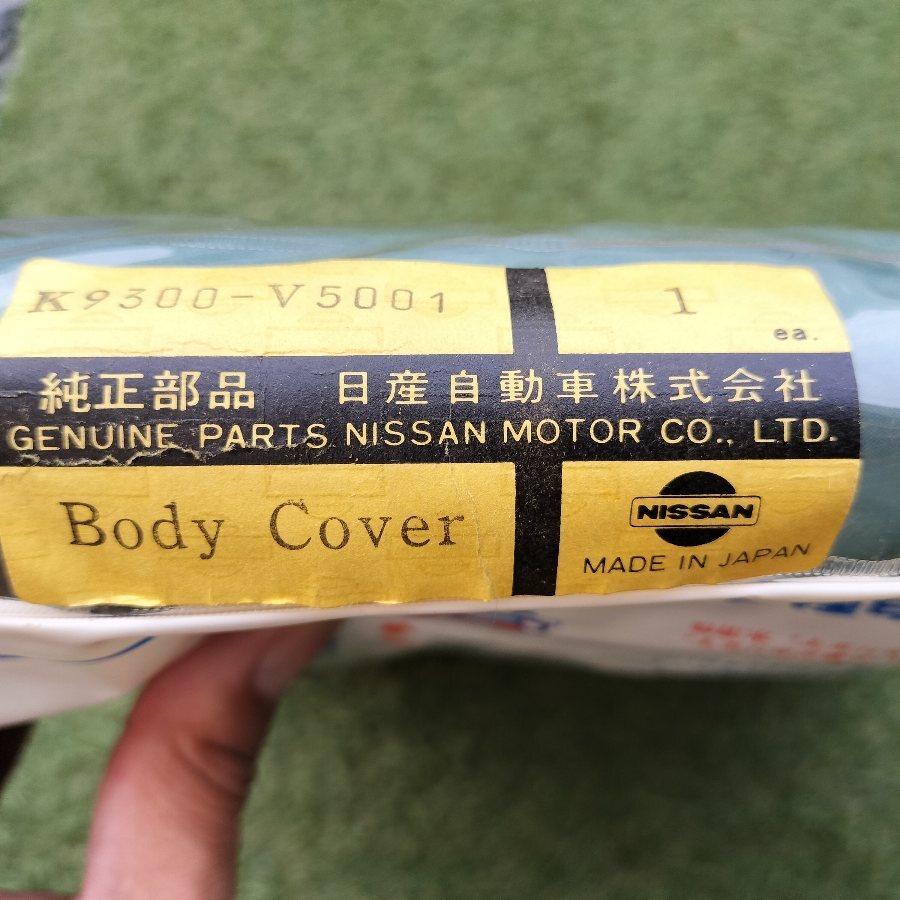 K9300-V5001
1
ea.
純正部品 日産自動車株式会社
GENUINE PARTS NISSAN MOTOR CO., LTD.
Body Cover
NISSAN
MADE IN JAPAN